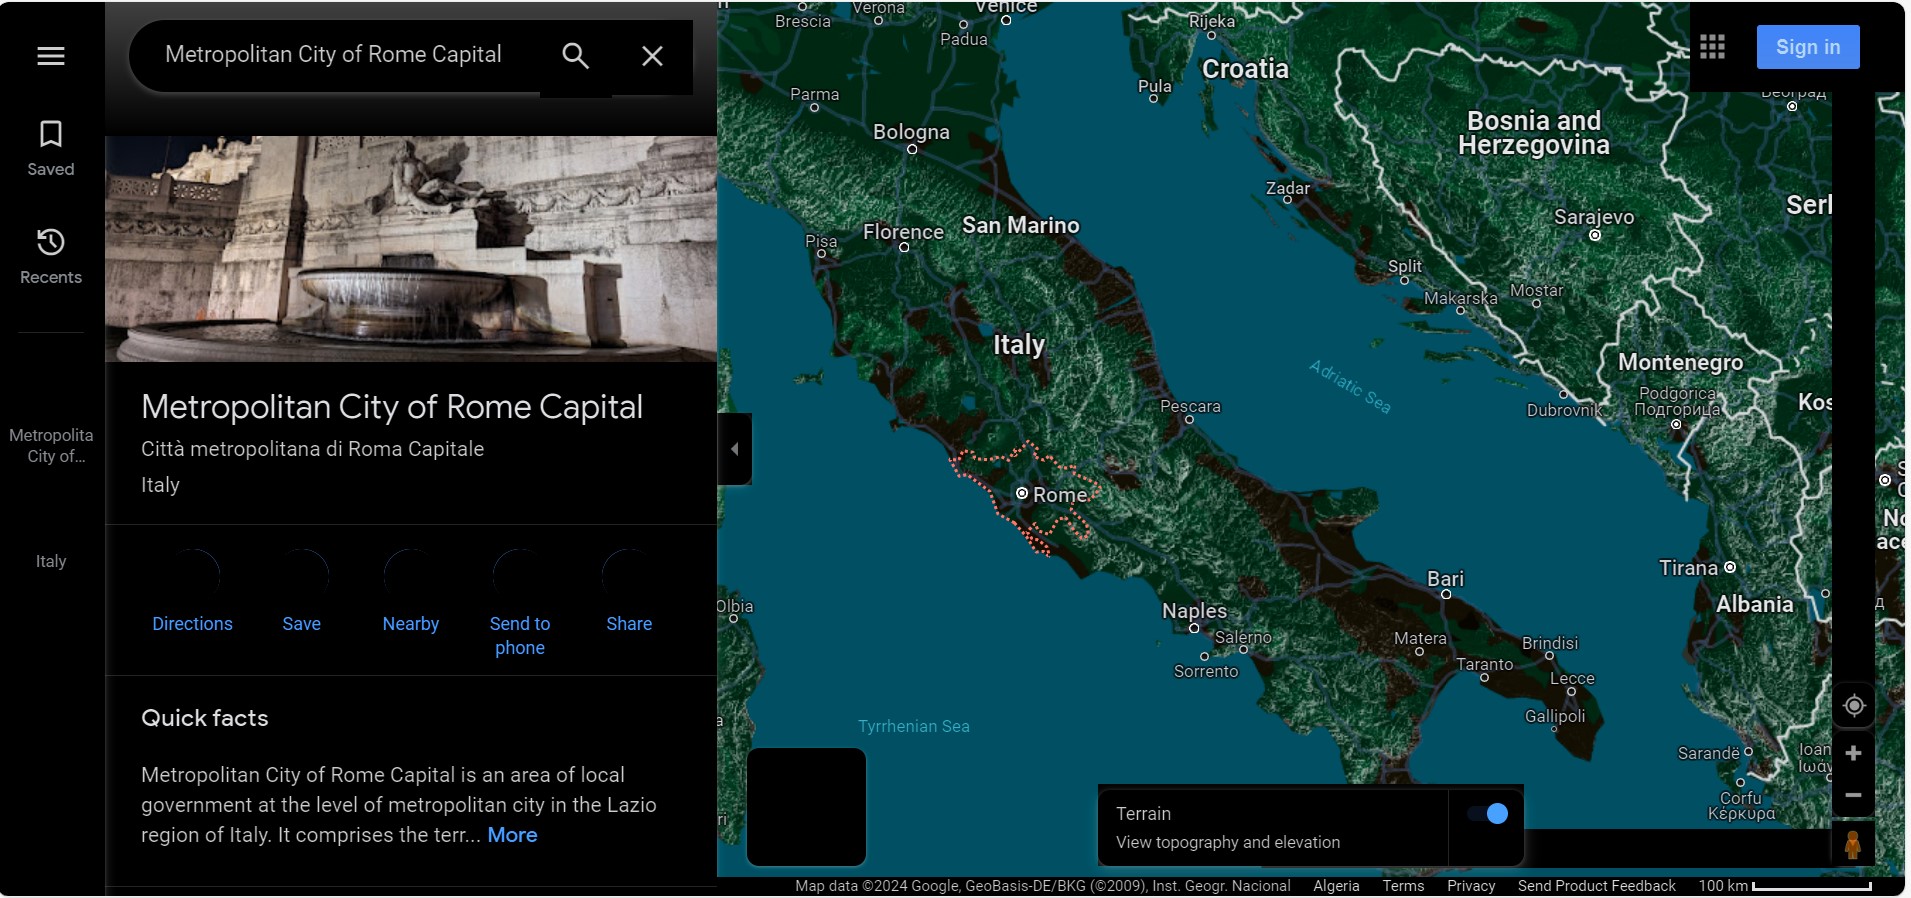 Metropolitan City of Rome Capital
Saved
Recents
Metropolita
City of...
Italy
Metropolitan City of Rome Capital
Città metropolitana di Roma Capitale
Italy
Directions
Save
Nearby
Send to
phone
Share
Quick facts
Metropolitan City of Rome Capital is an area of local
government at the level of metropolitan city in the Lazio
region of Italy. It comprises the terr... More
Brescia
Verona
Venice
Padua
Rijeka
Croatia
Pula
Parma
Bologna
Sign in
Београд
Bosnia and
Herzegovina
Zadar
Sarajevo
Pisa
Florence
San Marino
Split
Makarska
Mostar
Italy
Adriatic Sea
Montenegro
Podgorica
Подгорица
Dubrovnik
Pescara
Rome
Tirana
Albania
Bari
Olbia
Naples
Salerno
Sorrento
Matera
Brindisi
Taranto
Lecce
Gallipoli
Tyrrhenian Sea
Sarandë
Corfu
Κέρκυρα
Terrain
View topography and elevation
Map data ©2024 Google, GeoBasis-DE/BKG (©2009), Inst. Geogr. Nacional
Algeria
Terms
Privacy
Send Product Feedback
100 km